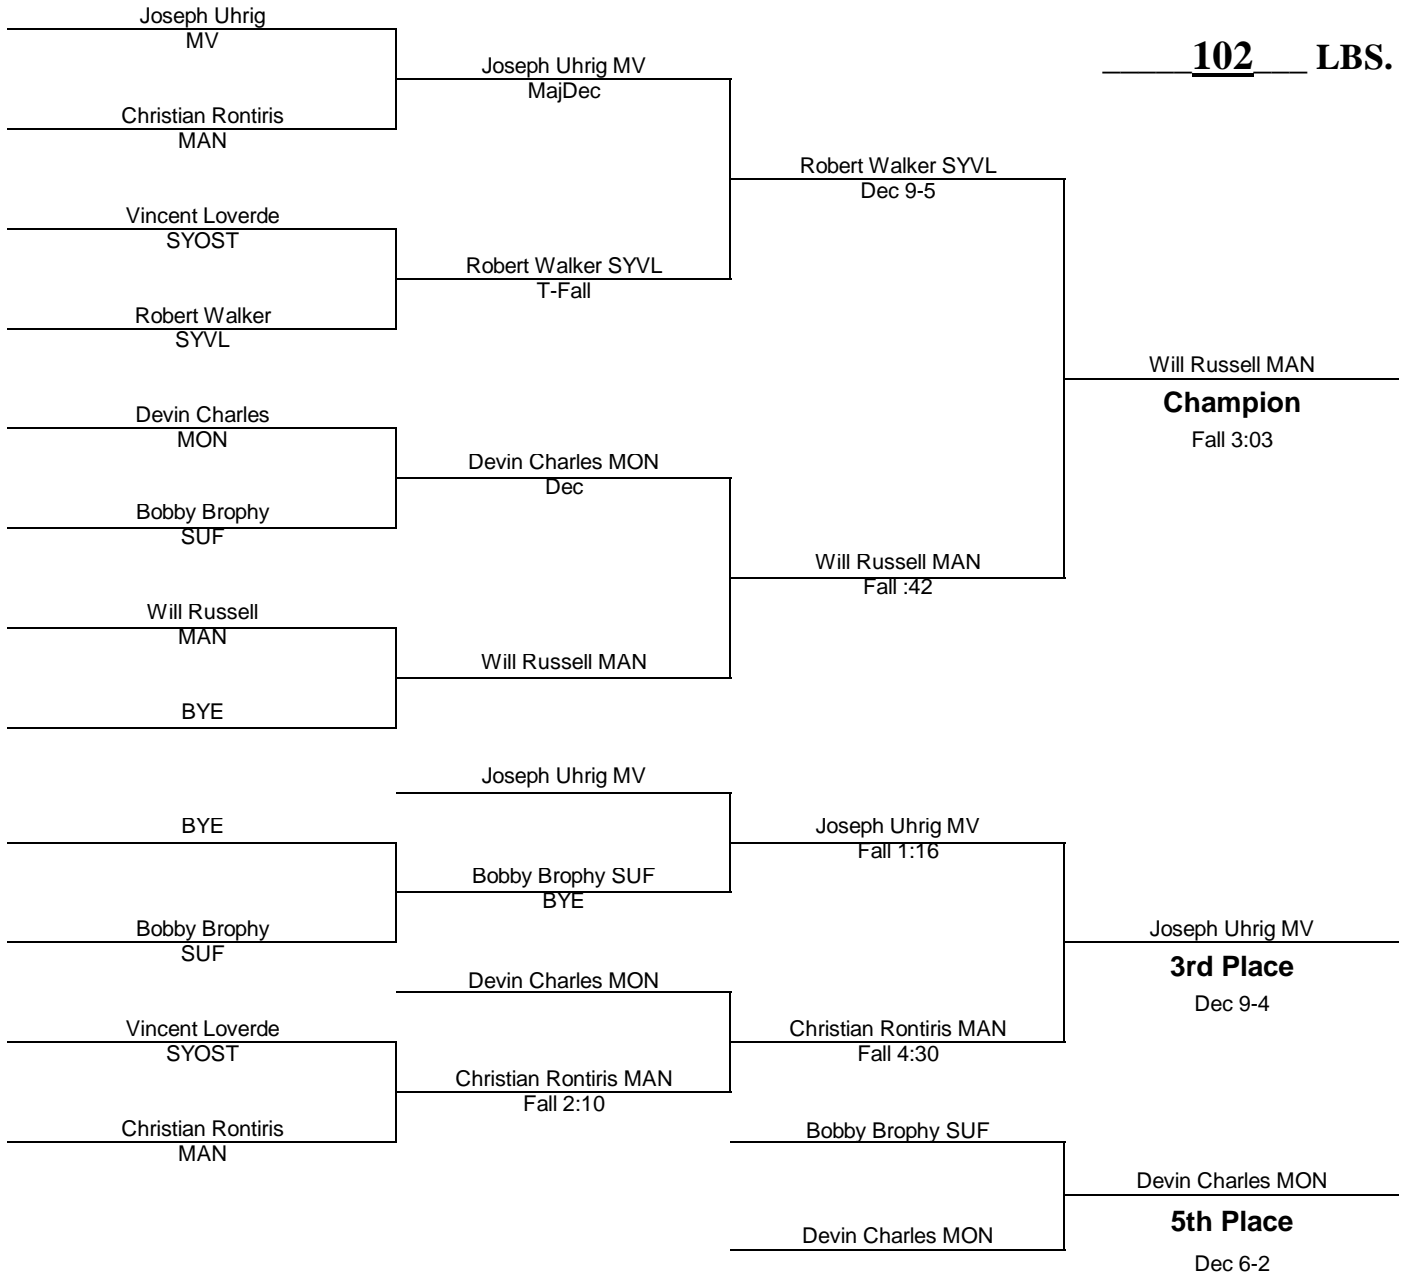 _____102___ LBS.
Joseph Uhrig
MV
Christian Rontiris
MAN
Vincent Loverde
SYOST
Robert Walker
SYVL
Devin Charles
MON
Bobby Brophy
SUF
Will Russell
MAN
BYE
Joseph Uhrig MV
MajDec
Robert Walker SYVL
T-Fall
Devin Charles MON
Dec
Will Russell MAN
Robert Walker SYVL
Dec 9-5
Will Russell MAN
Fall :42
Will Russell MAN
Champion
Fall 3:03
BYE
Bobby Brophy
SUF
Vincent Loverde
SYOST
Christian Rontiris
MAN
Joseph Uhrig MV
Bobby Brophy SUF
BYE
Devin Charles MON
Christian Rontiris MAN
Fall 2:10
Joseph Uhrig MV
Fall 1:16
Christian Rontiris MAN
Fall 4:30
Joseph Uhrig MV
3rd Place
Dec 9-4
Bobby Brophy SUF
Devin Charles MON
Devin Charles MON
5th Place
Dec 6-2